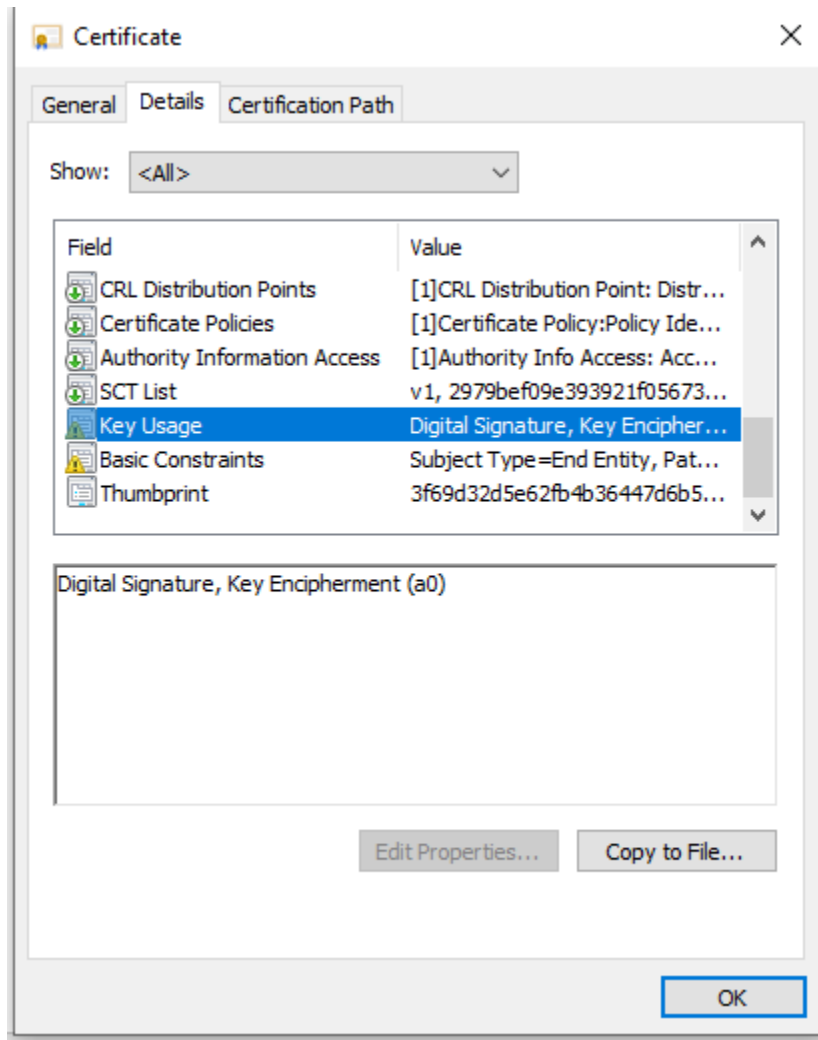 Certificate
General Details Certification Path
Show: <All>
Field Value
CRL Distribution Points [1]CRL Distribution Point: Distr...
Certificate Policies [1]Certificate Policy:Policy Ide...
Authority Information Access [1]Authority Info Access: Acc...
SCT List v1, 2979bef09e393921f05673...
Key Usage Digital Signature, Key Encipher...
Basic Constraints Subject Type=End Entity, Pat...
Thumbprint 3f69d32d5e62fb4b36447d6b5...
Digital Signature, Key Encipherment (a0)
Edit Properties... Copy to File...
OK